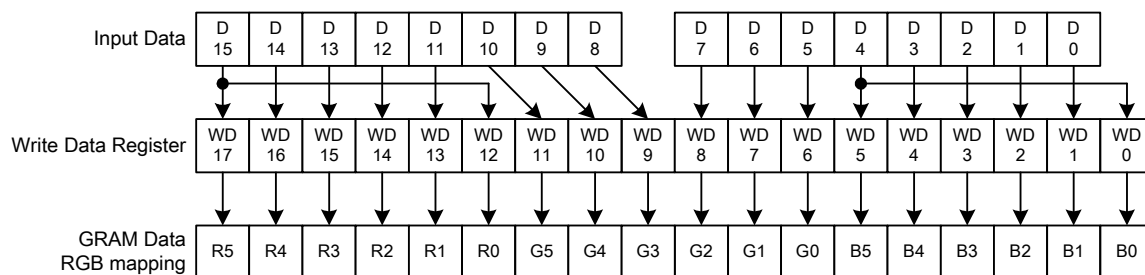 Input Data D 15 D 14 D 13 D 12 D 11 D 10 D 9 D 8 D 7 D 6 D 5 D 4 D 3 D 2 D 1 D 0
Write Data Register WD 17 WD 16 WD 15 WD 14 WD 13 WD 12 WD 11 WD 10 WD 9 WD 8 WD 7 WD 6 WD 5 WD 4 WD 3 WD 2 WD 1 WD 0
GRAM Data
RGB mapping R5 R4 R3 R2 R1 R0 G5 G4 G3 G2 G1 G0 B5 B4 B3 B2 B1 B0